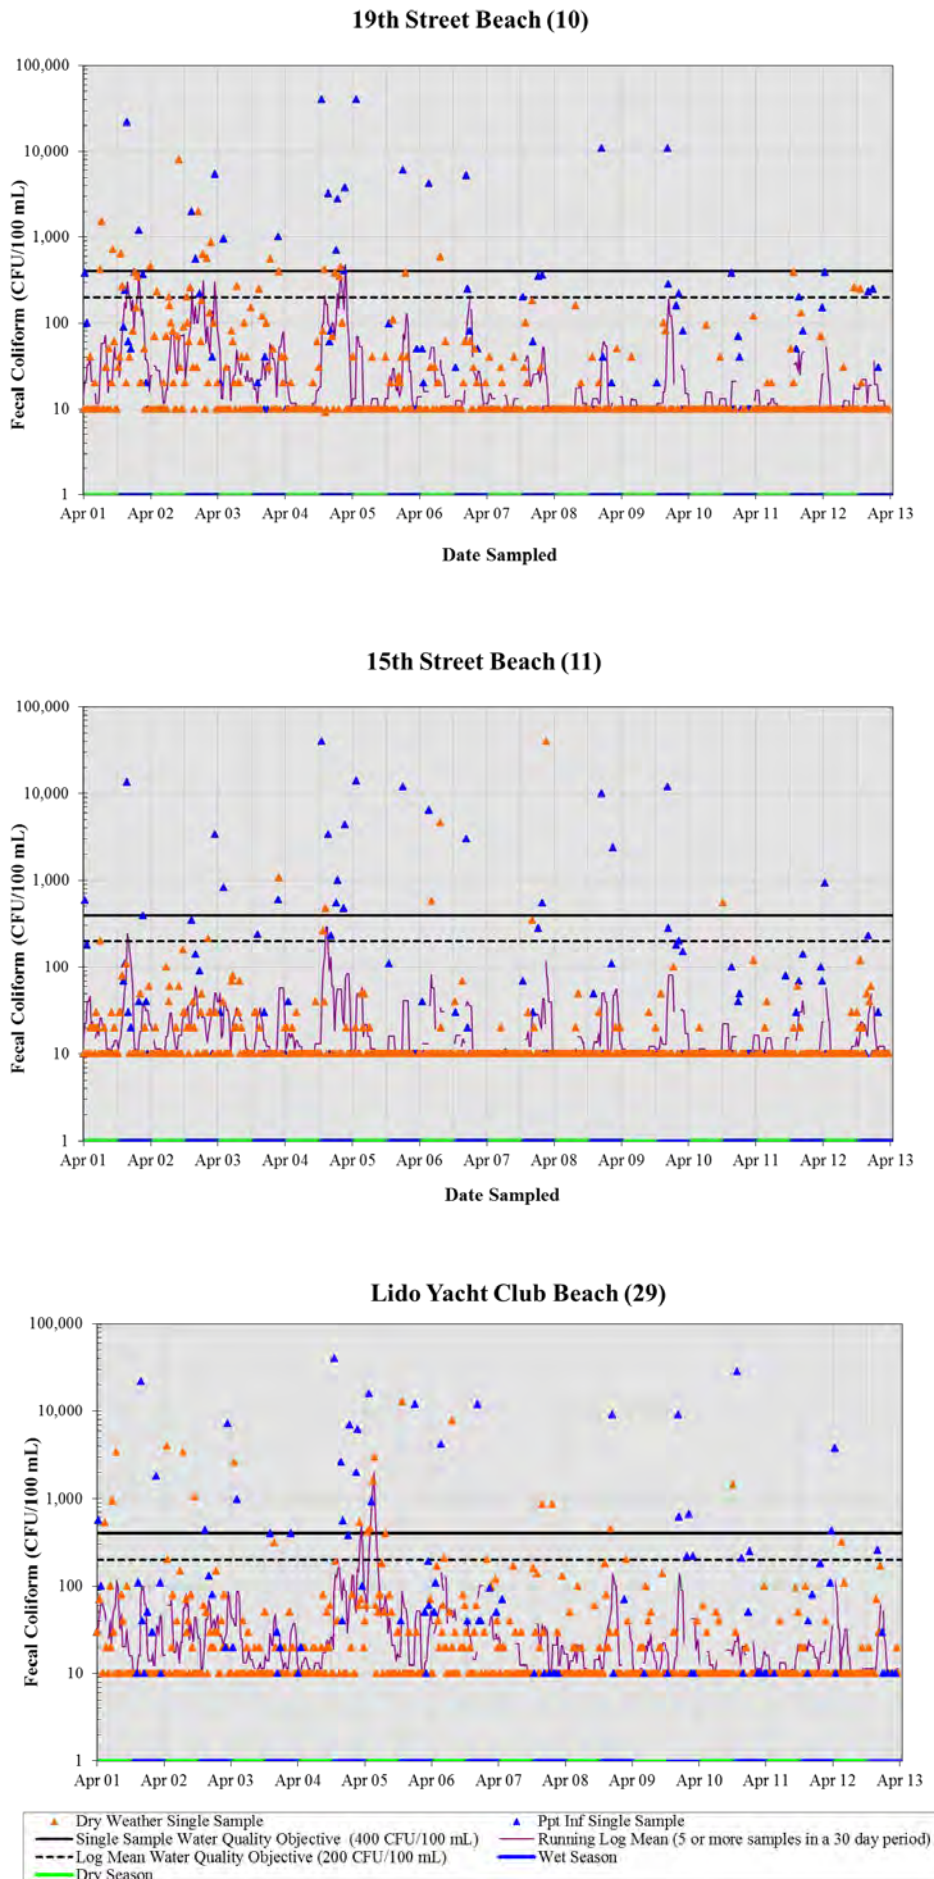 19th Street Beach (10)
Fecal Coliform (CFU/100 mL)
100,000
10,000
1,000
100
10
1
Apr 01 Apr 02 Apr 03 Apr 04 Apr 05 Apr 06 Apr 07 Apr 08 Apr 09 Apr 10 Apr 11 Apr 12 Apr 13
Date Sampled
15th Street Beach (11)
Fecal Coliform (CFU/100 mL)
100,000
10,000
1,000
100
10
1
Apr 01 Apr 02 Apr 03 Apr 04 Apr 05 Apr 06 Apr 07 Apr 08 Apr 09 Apr 10 Apr 11 Apr 12 Apr 13
Date Sampled
Lido Yacht Club Beach (29)
Fecal Coliform (CFU/100 mL)
100,000
10,000
1,000
100
10
1
Apr 01 Apr 02 Apr 03 Apr 04 Apr 05 Apr 06 Apr 07 Apr 08 Apr 09 Apr 10 Apr 11 Apr 12 Apr 13
Dry Weather Single Sample Ppt Inf Single Sample
Single Sample Water Quality Objective (400 CFU/100 mL) Running Log Mean (5 or more samples in a 30 day period)
Log Mean Water Quality Objective (200 CFU/100 mL) Wet Season
Dry Season